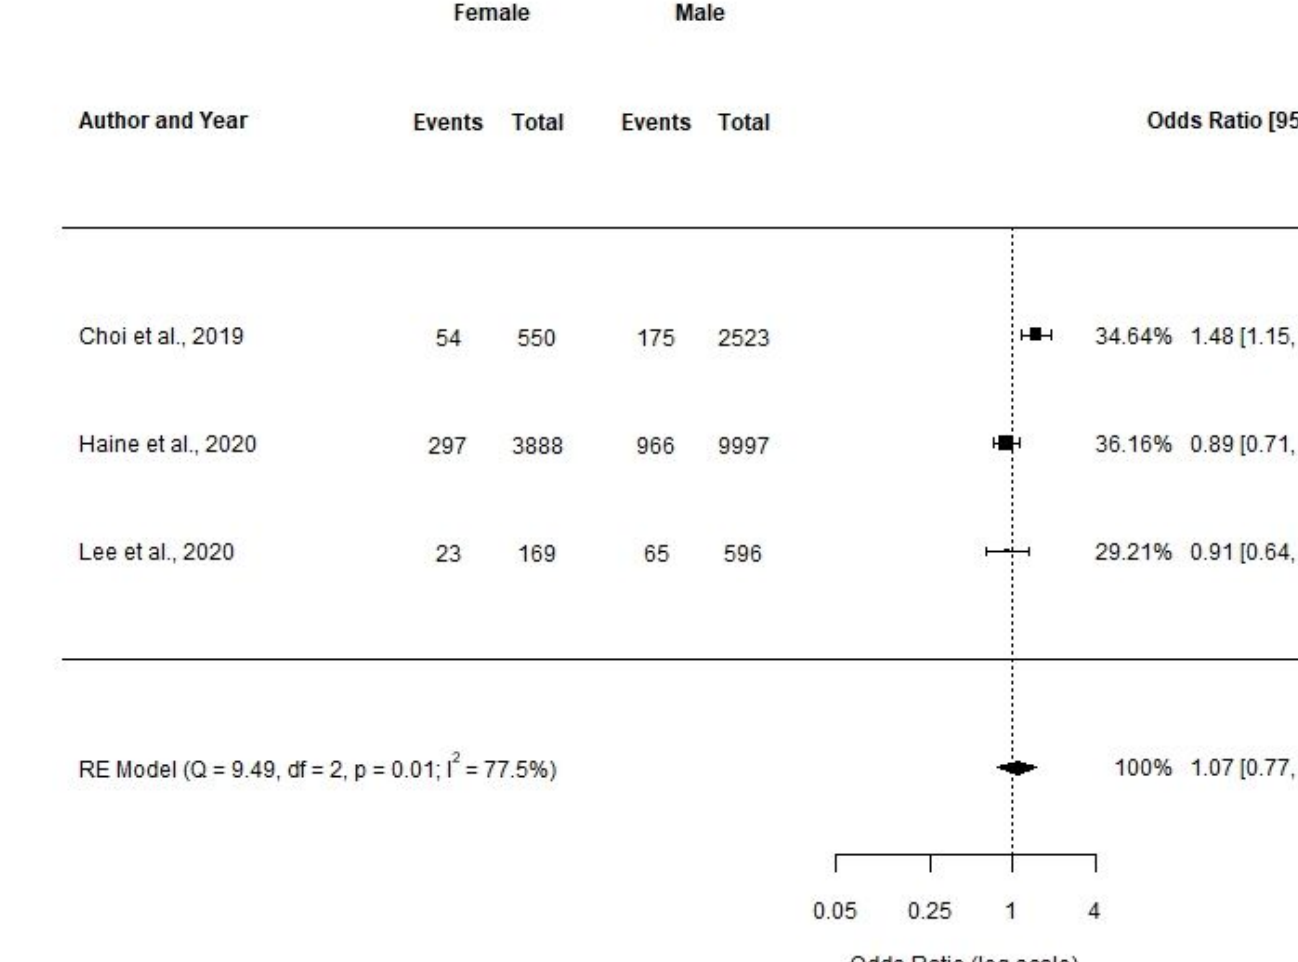 Female Male
Author and Year Events Total Events Total Odds Ratio [95
Choi et al., 2019 54 550 175 2523 34.64% 1.48 [1.15,
Haine et al., 2020 297 3888 966 9997 36.16% 0.89 [0.71,
Lee et al., 2020 23 169 65 596 29.21% 0.91 [0.64,
RE Model (Q = 9.49, df = 2, p = 0.01; I² = 77.5%) 100% 1.07 [0.77,
0.05 0.25 1 4
Odds Ratio (log scale)